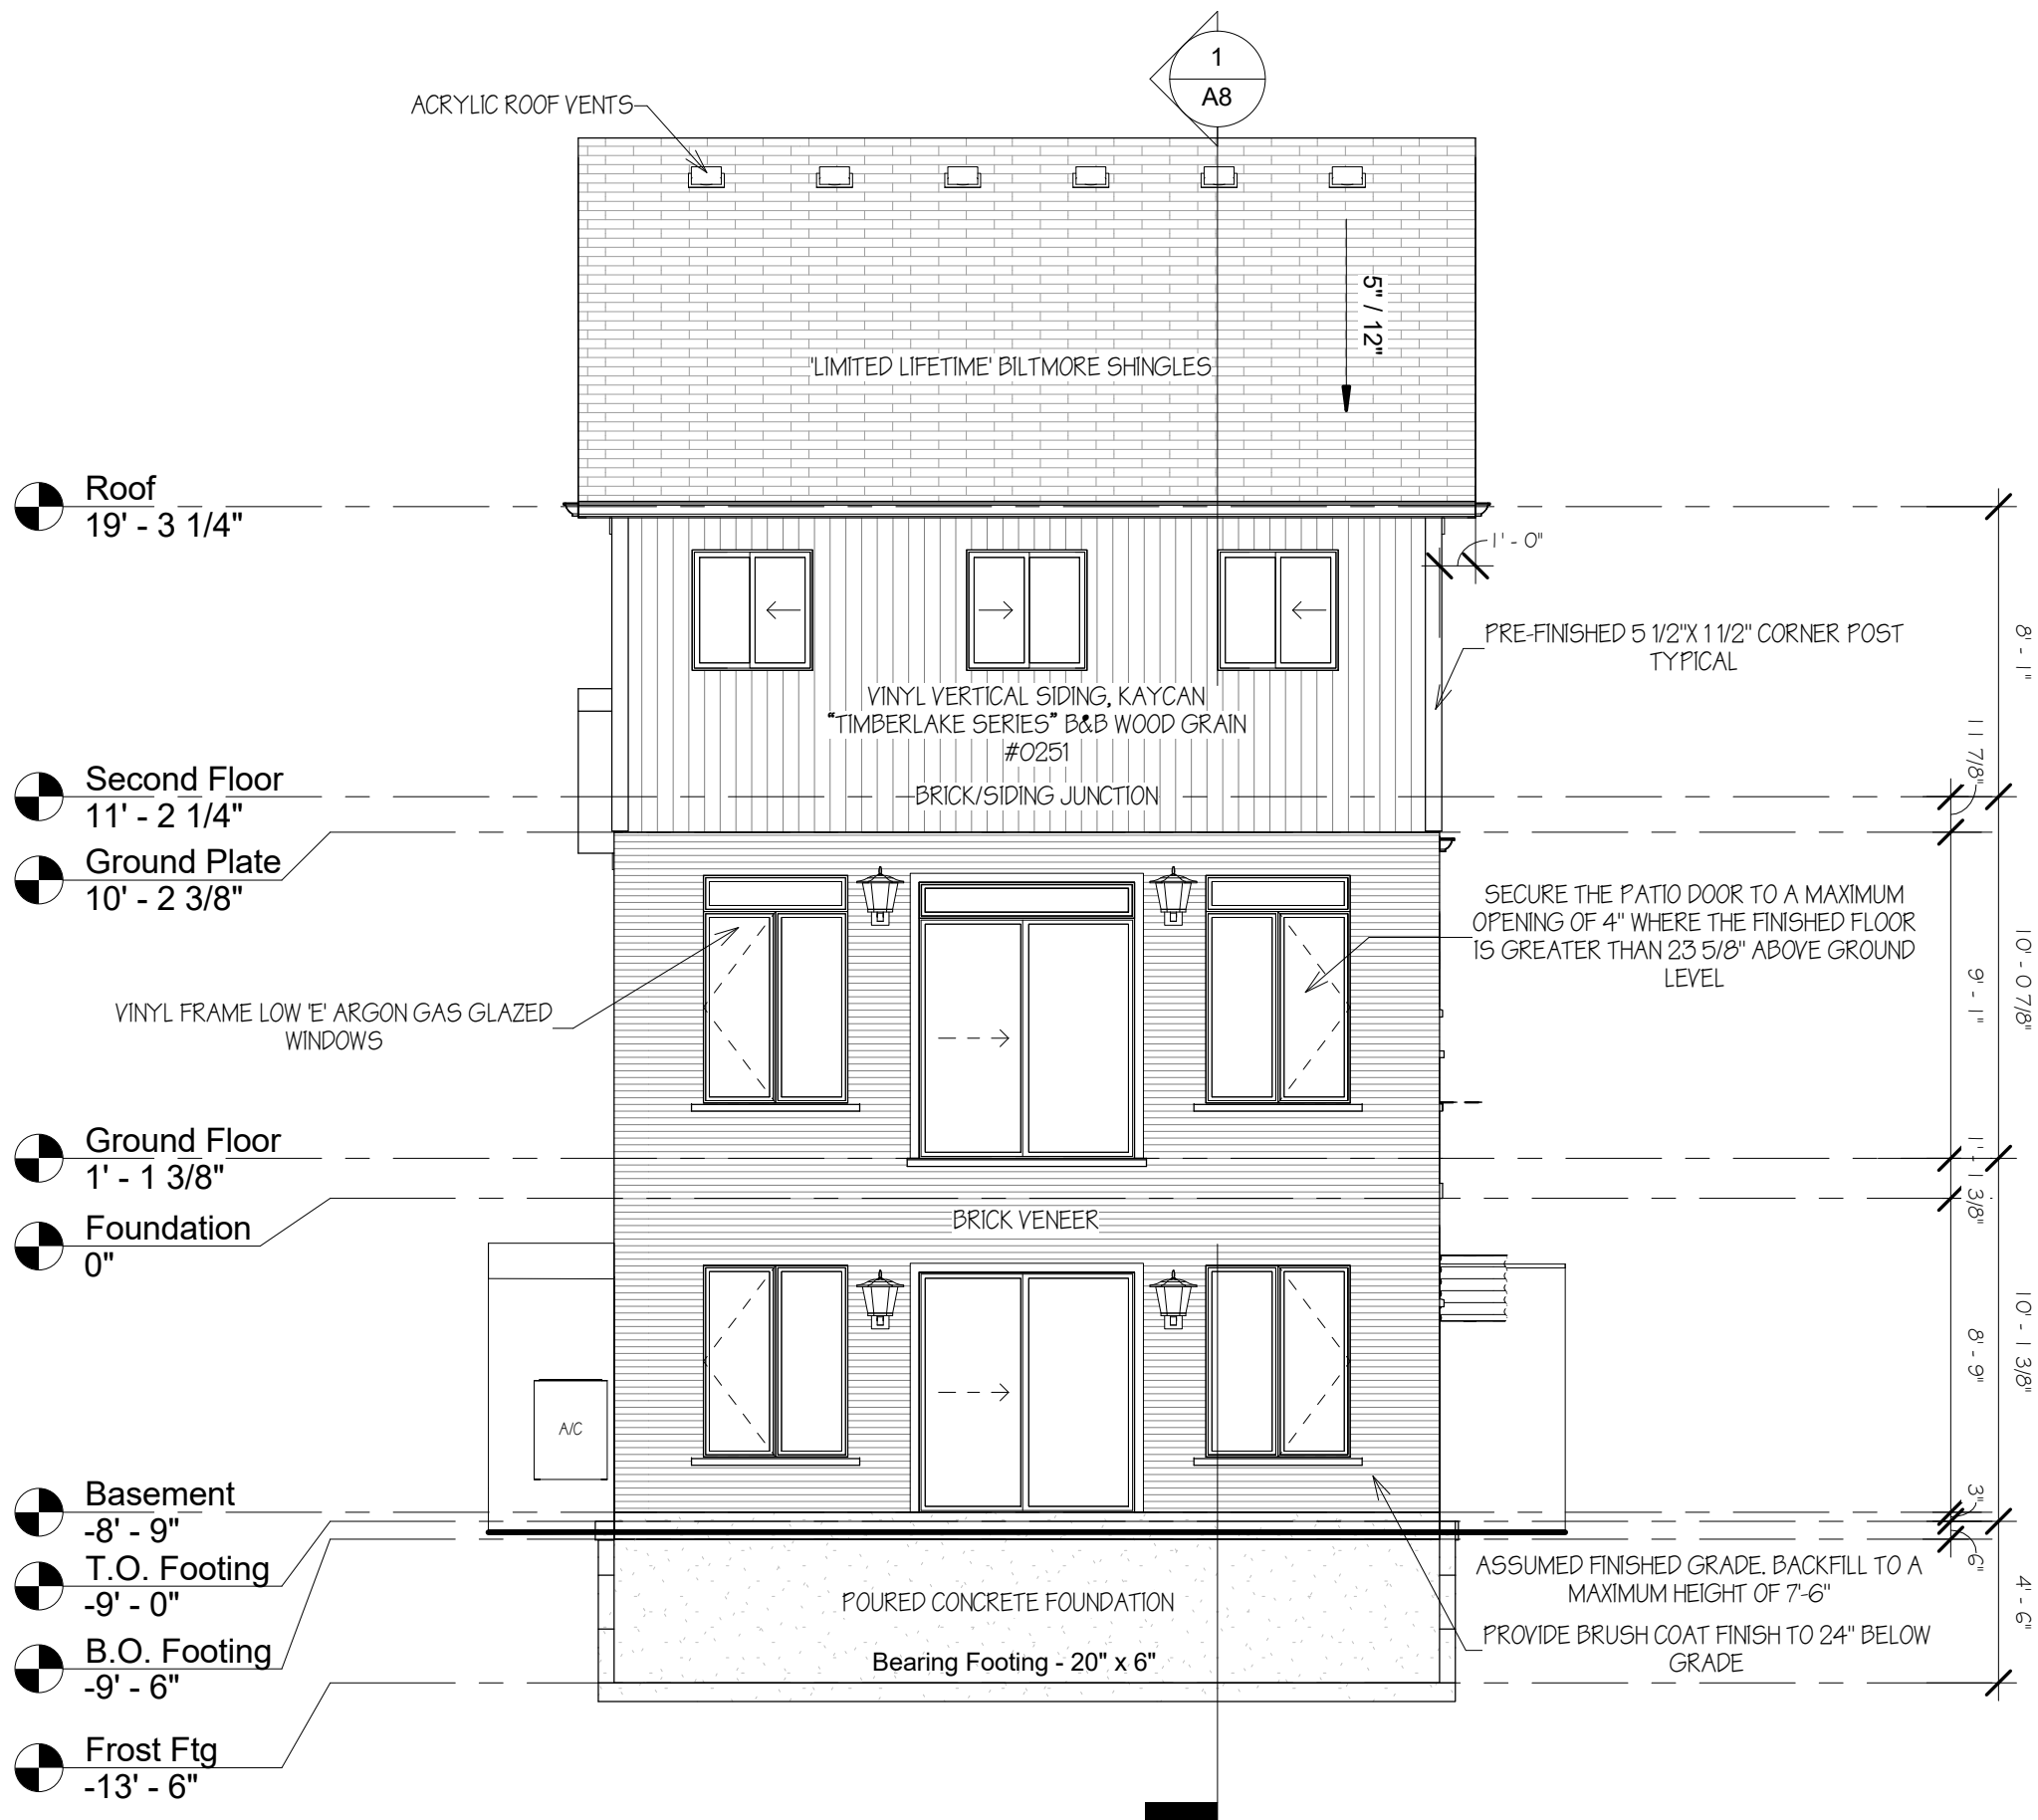 1
A8
ACRYLIC ROOF VENTS
5" / 12"
'LIMITED LIFETIME' BILTMORE SHINGLES
Roof
19' - 3 1/4"
1' - 0"
PRE-FINISHED 5 1/2"X 1 1/2" CORNER POST
TYPICAL
8' - 1"
VINYL VERTICAL SIDING, KAYCAN
“TIMBERLAKE SERIES” B&B WOOD GRAIN
#0251
11 7/8"
Second Floor
11' - 2 1/4"
BRICK/SIDING JUNCTION
Ground Plate
10' - 2 3/8"
SECURE THE PATIO DOOR TO A MAXIMUM
OPENING OF 4" WHERE THE FINISHED FLOOR
IS GREATER THAN 23 5/8" ABOVE GROUND
LEVEL
9' - 1"
10' - 0 7/8"
VINYL FRAME LOW 'E' ARGON GAS GLAZED
WINDOWS
Ground Floor
1' - 1 3/8"
1' - 1 3/8"
Foundation
0"
BRICK VENEER
8' - 9"
10' - 1 3/8"
A/C
Basement
-8' - 9"
3"
T.O. Footing
-9' - 0"
6"
ASSUMED FINISHED GRADE. BACKFILL TO A
MAXIMUM HEIGHT OF 7'-6"
4' - 6"
POURED CONCRETE FOUNDATION
PROVIDE BRUSH COAT FINISH TO 24" BELOW
GRADE
B.O. Footing
-9' - 6"
Bearing Footing - 20" x 6"
Frost Ftg
-13' - 6"